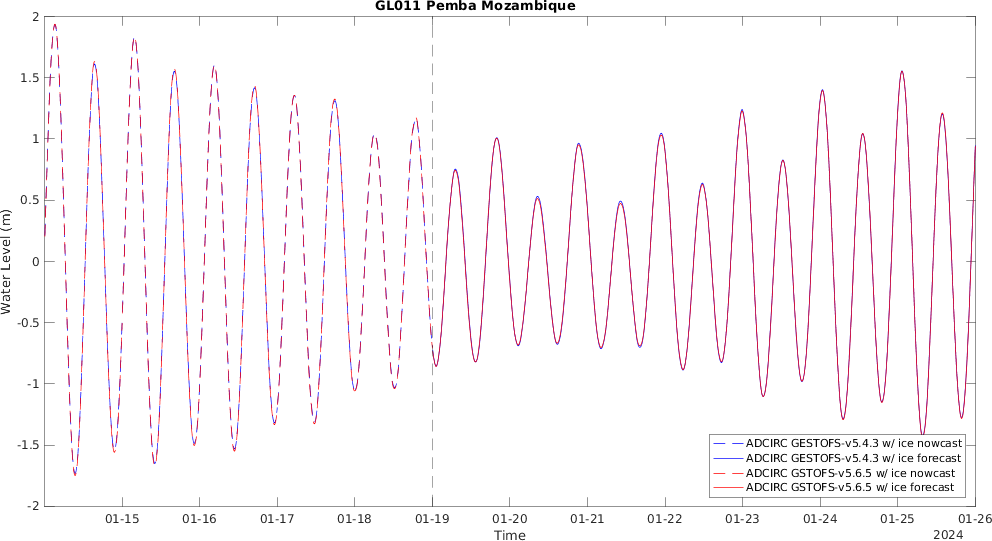 GL011 Pemba Mozambique
2
1.5
1
0.5
0
-0.5
-1
-1.5
-2
Water Level (m)
ADCIRC GESTOFS-v5.4.3 w/ ice nowcast
ADCIRC GESTOFS-v5.4.3 w/ ice forecast
ADCIRC GSTOFS-v5.6.5 w/ ice nowcast
ADCIRC GSTOFS-v5.6.5 w/ ice forecast
01-15 01-16 01-17 01-18 01-19 01-20 01-21 01-22 01-23 01-24 01-25 01-26
Time
2024